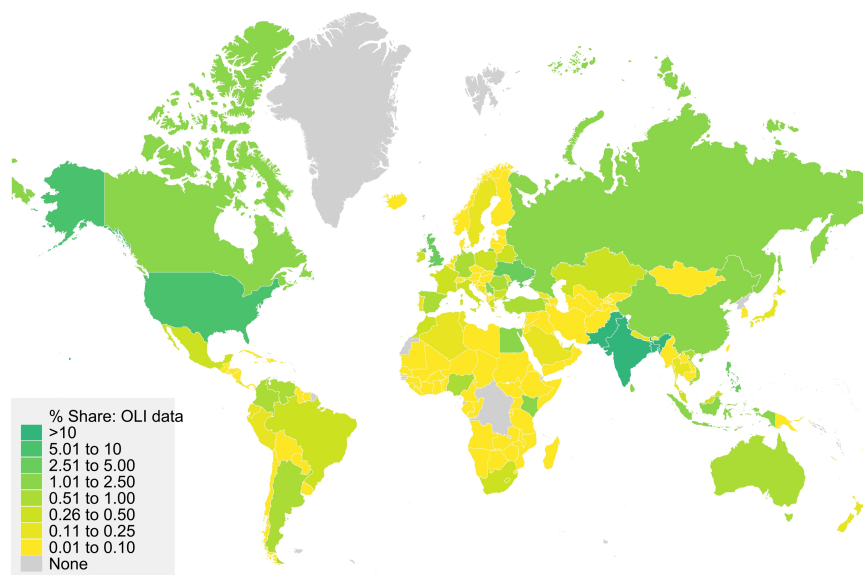 % Share: OLI data
>10
5.01 to 10
2.51 to 5.00
1.01 to 2.50
0.51 to 1.00
0.26 to 0.50
0.11 to 0.25
0.01 to 0.10
None